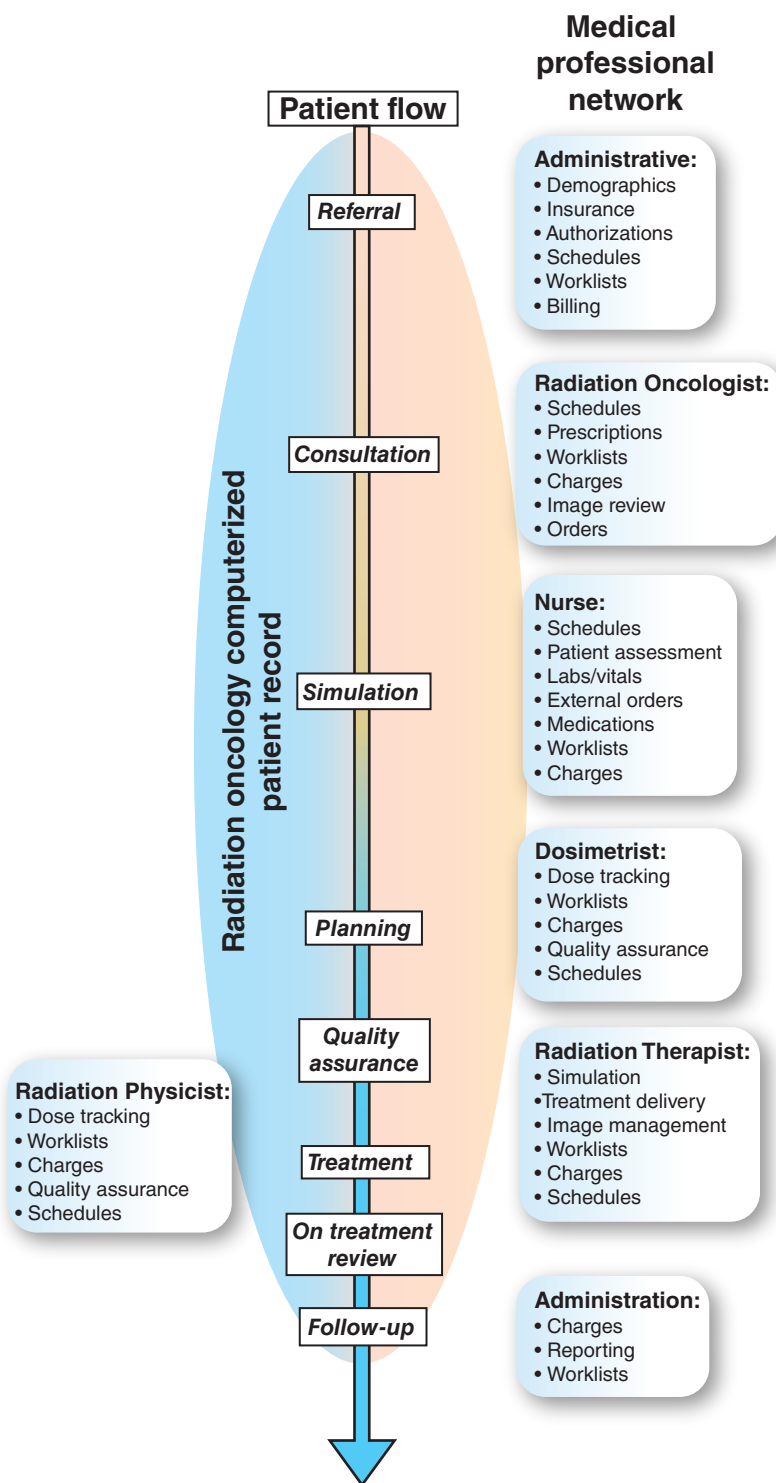 Medical
professional
network
Patient flow
Referral
Consultation
Simulation
Planning
Quality
assurance
Treatment
On treatment
review
Follow-up
Radiation oncology computerized
patient record
Administrative:
• Demographics
• Insurance
• Authorizations
• Schedules
• Worklists
• Billing
Radiation Oncologist:
• Schedules
• Prescriptions
• Worklists
• Charges
• Image review
• Orders
Nurse:
• Schedules
• Patient assessment
• Labs/vitals
• External orders
• Medications
• Worklists
• Charges
Dosimetrist:
• Dose tracking
• Worklists
• Charges
• Quality assurance
• Schedules
Radiation Therapist:
• Simulation
•Treatment delivery
• Image management
• Worklists
• Charges
• Schedules
Radiation Physicist:
• Dose tracking
• Worklists
• Charges
• Quality assurance
• Schedules
Administration:
• Charges
• Reporting
• Worklists